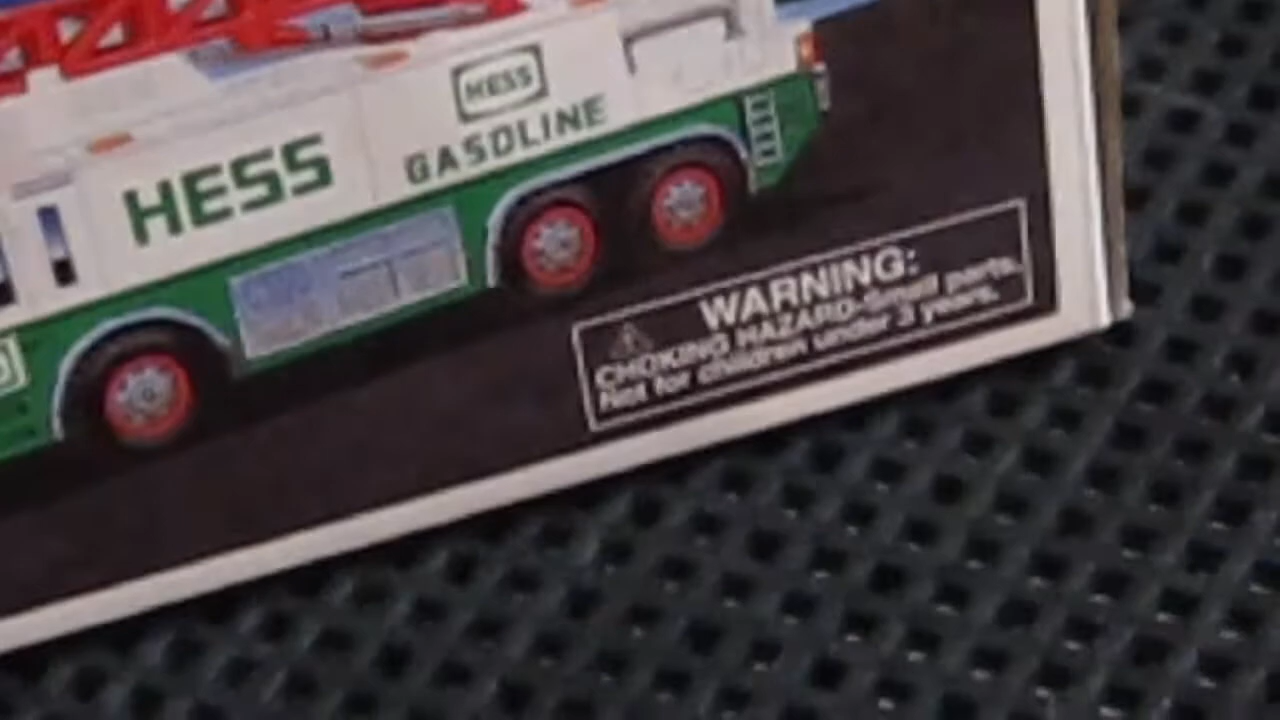 HESS
GASOLINE
HESS
WARNING:
CHOKING HAZARD-Small parts.
Not for children under 3 years.